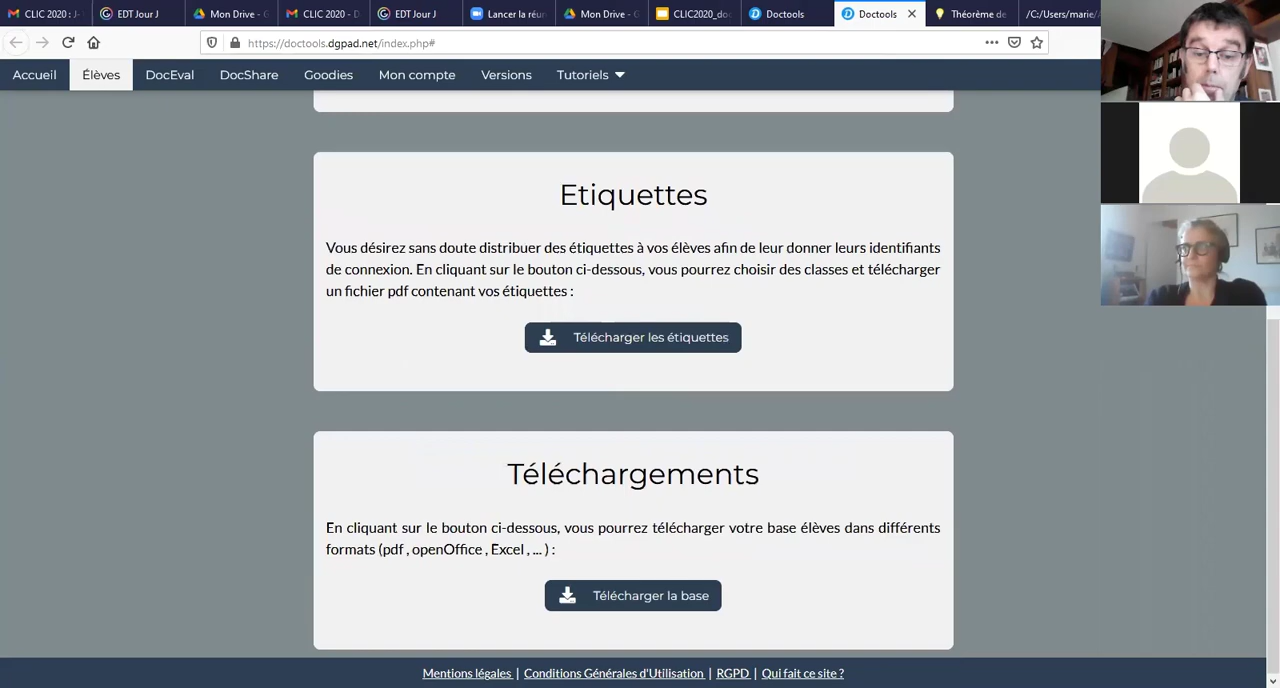 CLIC 2020 : J-
EDT Jour J
Mon Drive - G
CLIC 2020 - D
EDT Jour J
Lancer la réu
Mon Drive - G
CLIC2020_do
Doctools
Doctools
Théorème de
/C:/Users/marie/
https://doctools.dgpad.net/index.php#
Accueil Élèves DocEval DocShare Goodies Mon compte Versions Tutoriels
Etiquettes
Vous désirez sans doute distribuer des étiquettes à vos élèves afin de leur donner leurs identifiants
de connexion. En cliquant sur le bouton ci-dessous, vous pourrez choisir des classes et télécharger
un fichier pdf contenant vos étiquettes :
Télécharger les étiquettes
Téléchargements
En cliquant sur le bouton ci-dessous, vous pourrez télécharger votre base élèves dans différents
formats (pdf , openOffice , Excel , ... ) :
Télécharger la base
Mentions légales | Conditions Générales d'Utilisation | RGPD | Qui fait ce site ?